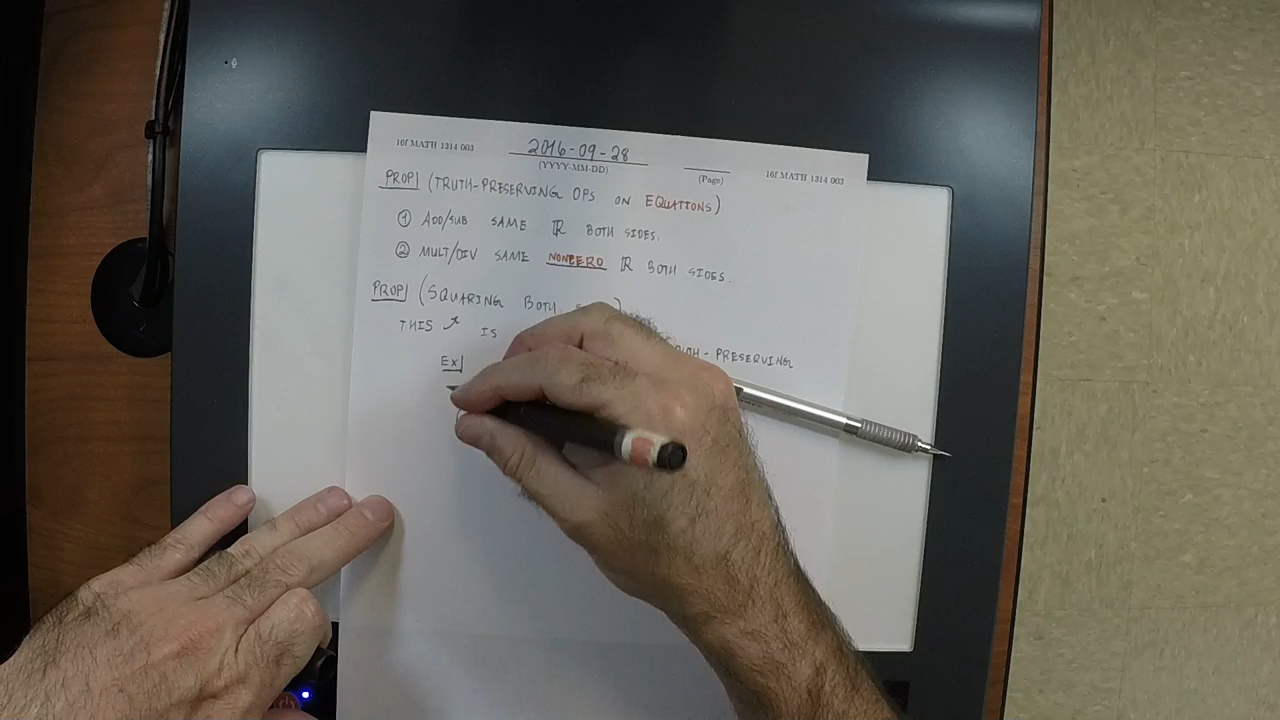 16f MATH 1314 003 2016-09-28 16f MATH 1314 003
(YYYY-MM-DD) (Page)
PROP (TRUTH-PRESERVING OPS ON EQUATIONS)
① ADD/SUB SAME ℝ BOTH SIDES.
② MULT/DIV SAME NONZERO ℝ BOTH SIDES.
PROP (SQUARING BOTH
THIS ↗ IS PRESERVING
EX